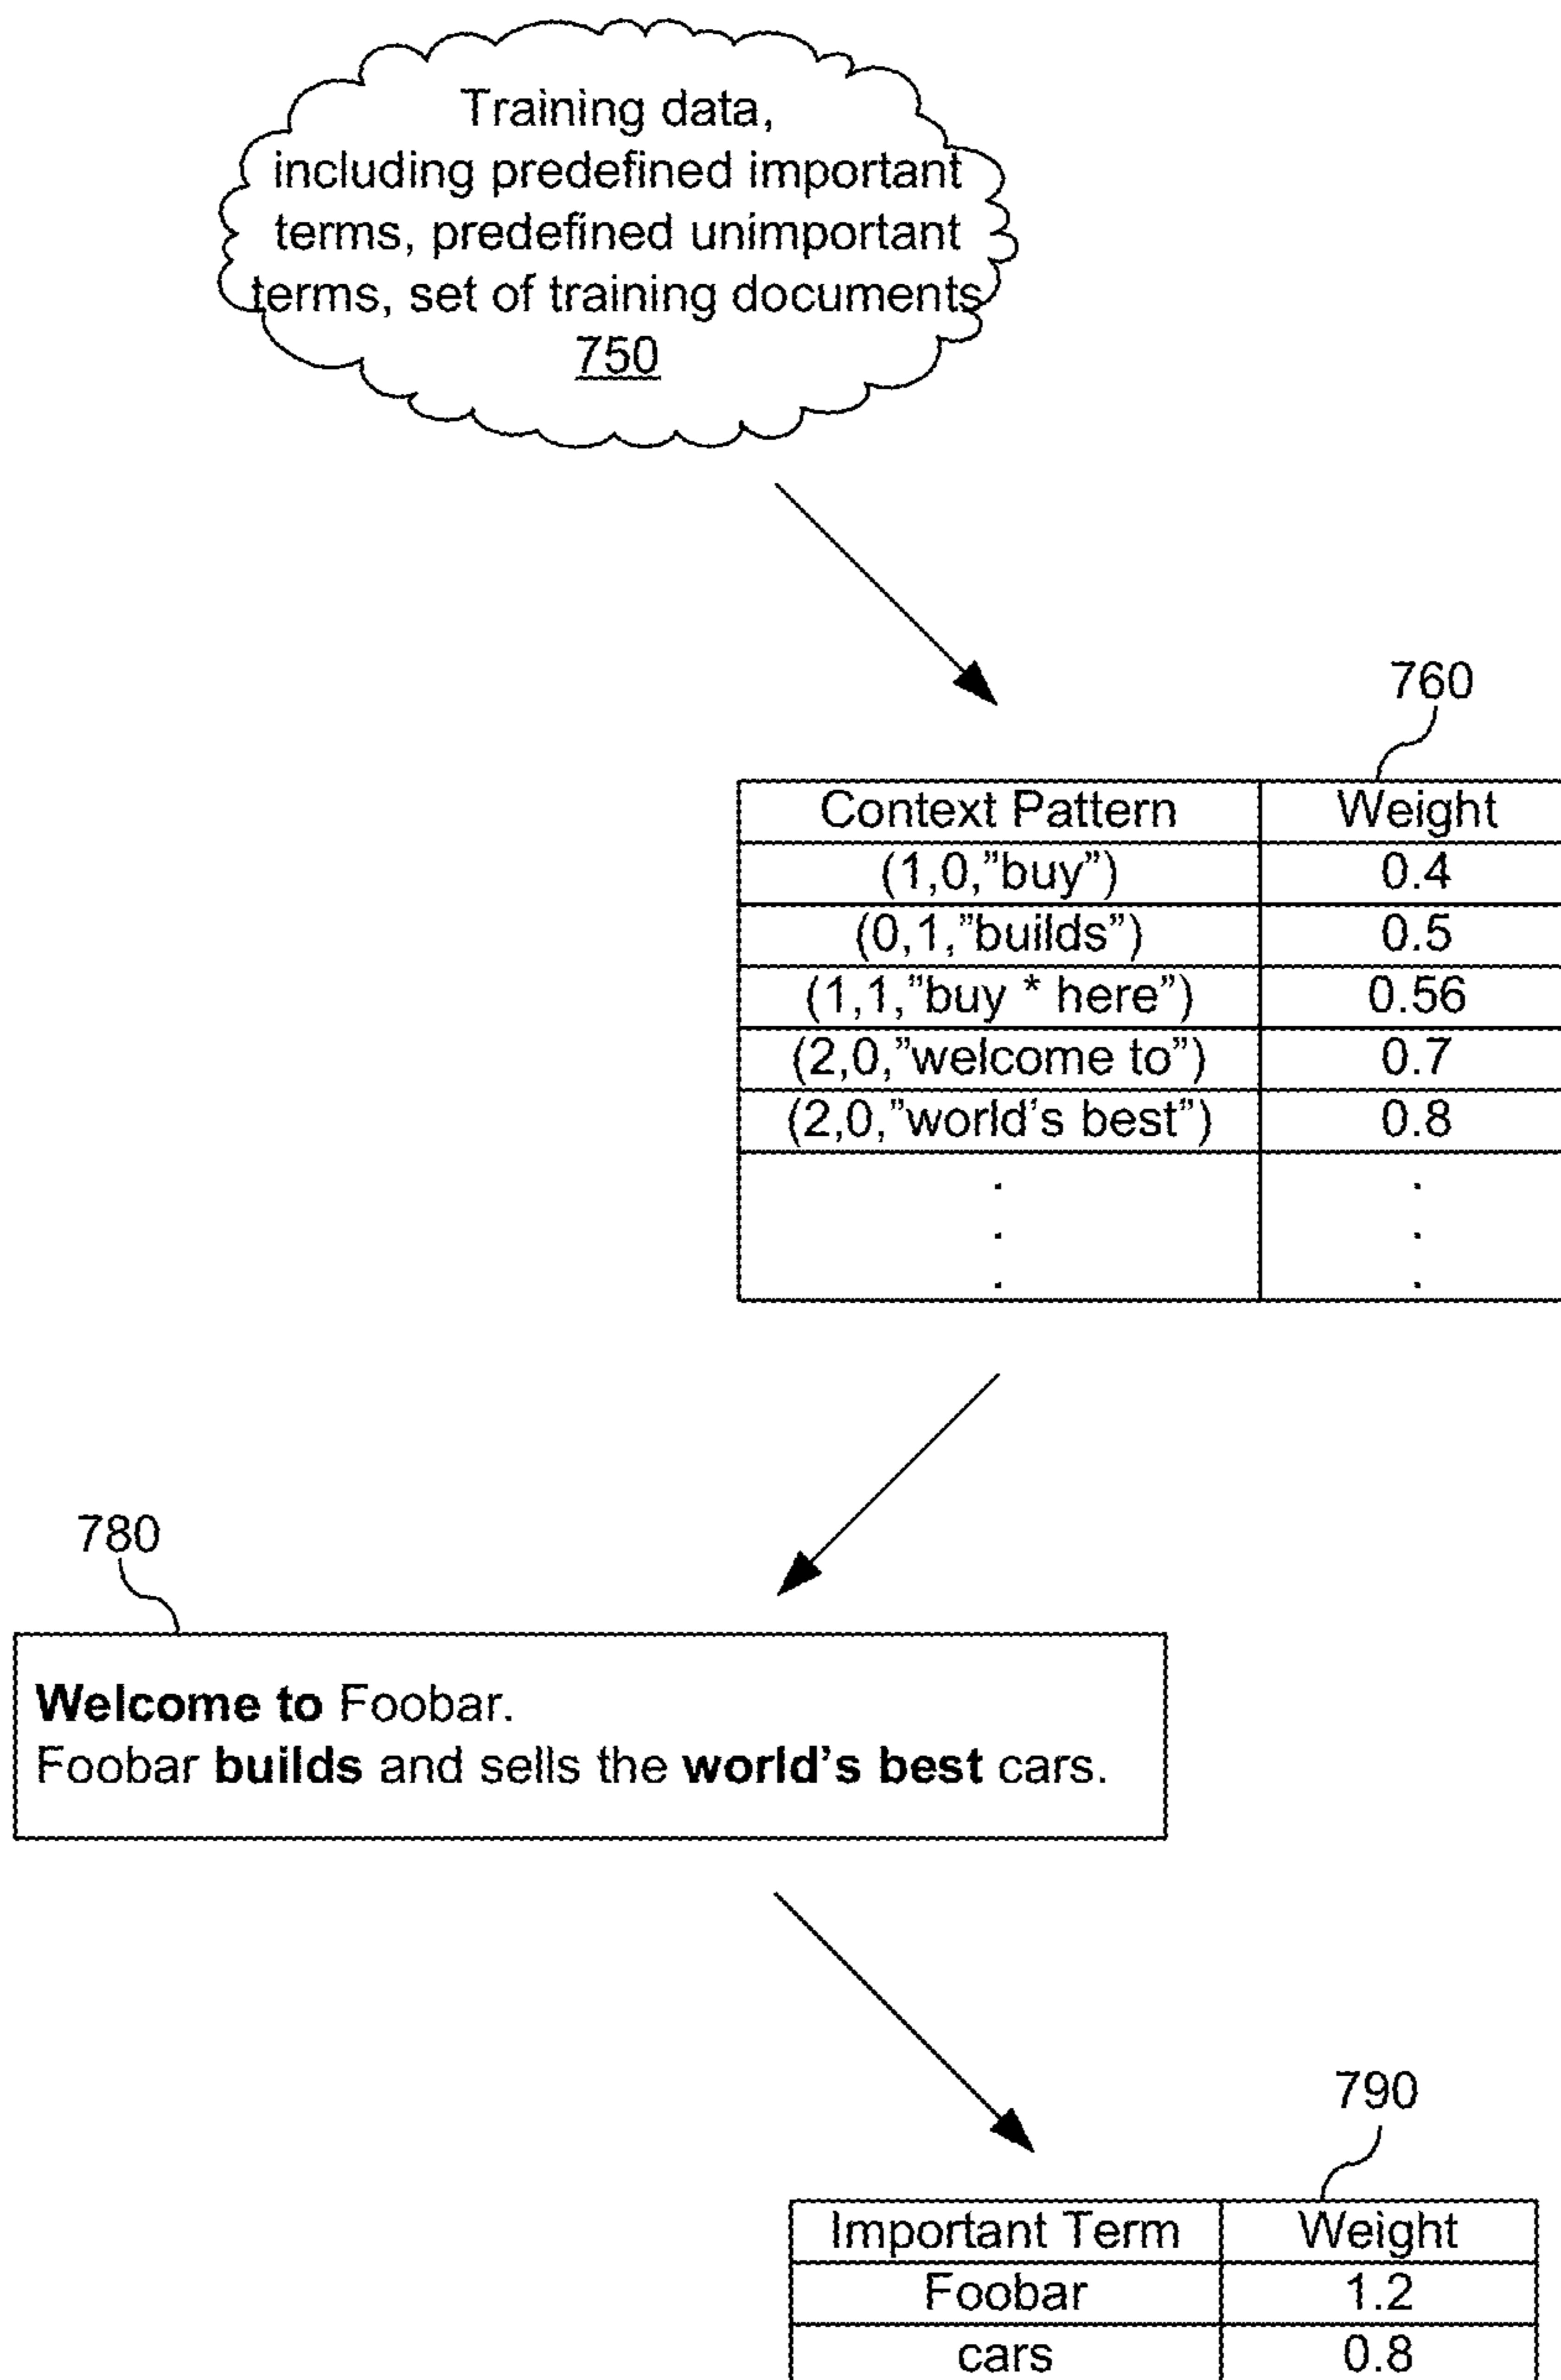 Training data,
including predefined important
terms, predefined unimportant
terms, set of training documents
750
760
Context Pattern Weight
(1,0,”buy”) 0.4
(0,1,”builds”) 0.5
(1,1,”buy * here”) 0.56
(2,0,”welcome to”) 0.7
(2,0,”world's best”) 0.8
. .
. .
. .
780
Welcome to Foobar.
Foobar builds and sells the world's best cars.
790
Important Term Weight
Foobar 1.2
cars 0.8